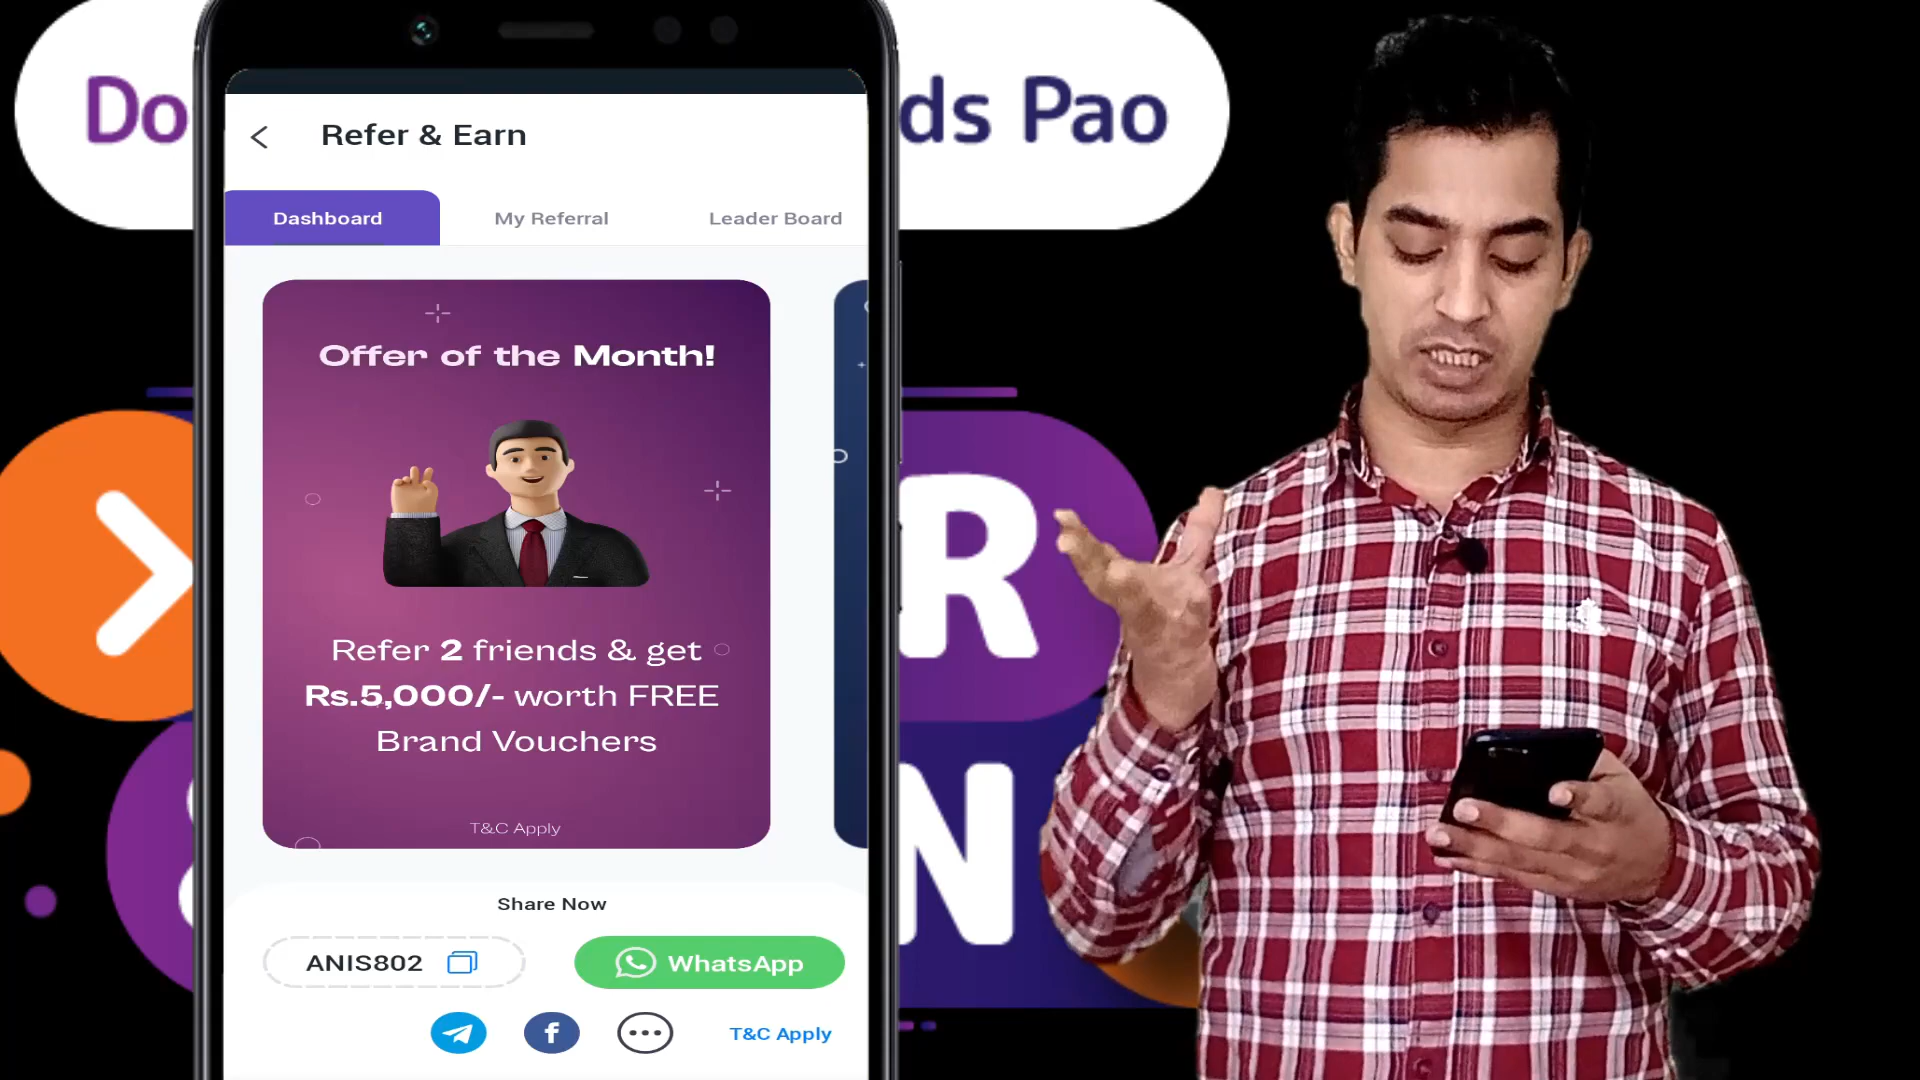 Do
ds Pao
Refer & Earn
Dashboard
My Referral
Leader Board
Offer of the Month!
Refer 2 friends & get
Rs.5,000/- worth FREE
Brand Vouchers
T&C Apply
R
N
Share Now
ANIS802
WhatsApp
f
T&C Apply